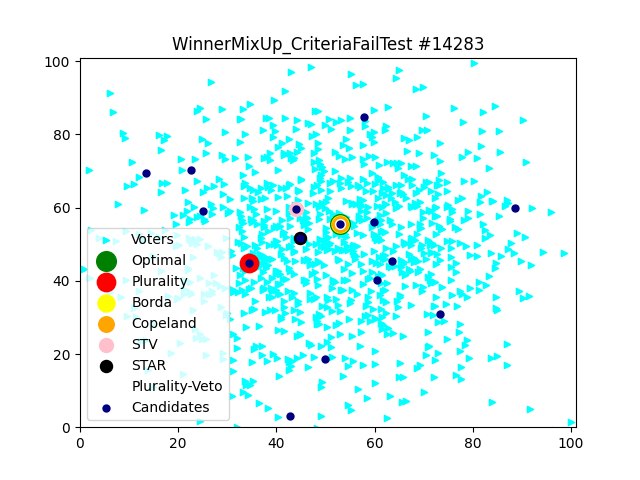 WinnerMixUp_CriteriaFailTest #14283
100
80
60
40
20
0
0
20
40
60
80
100
Voters
Optimal
Plurality
Borda
Copeland
STV
STAR
Plurality-Veto
Candidates